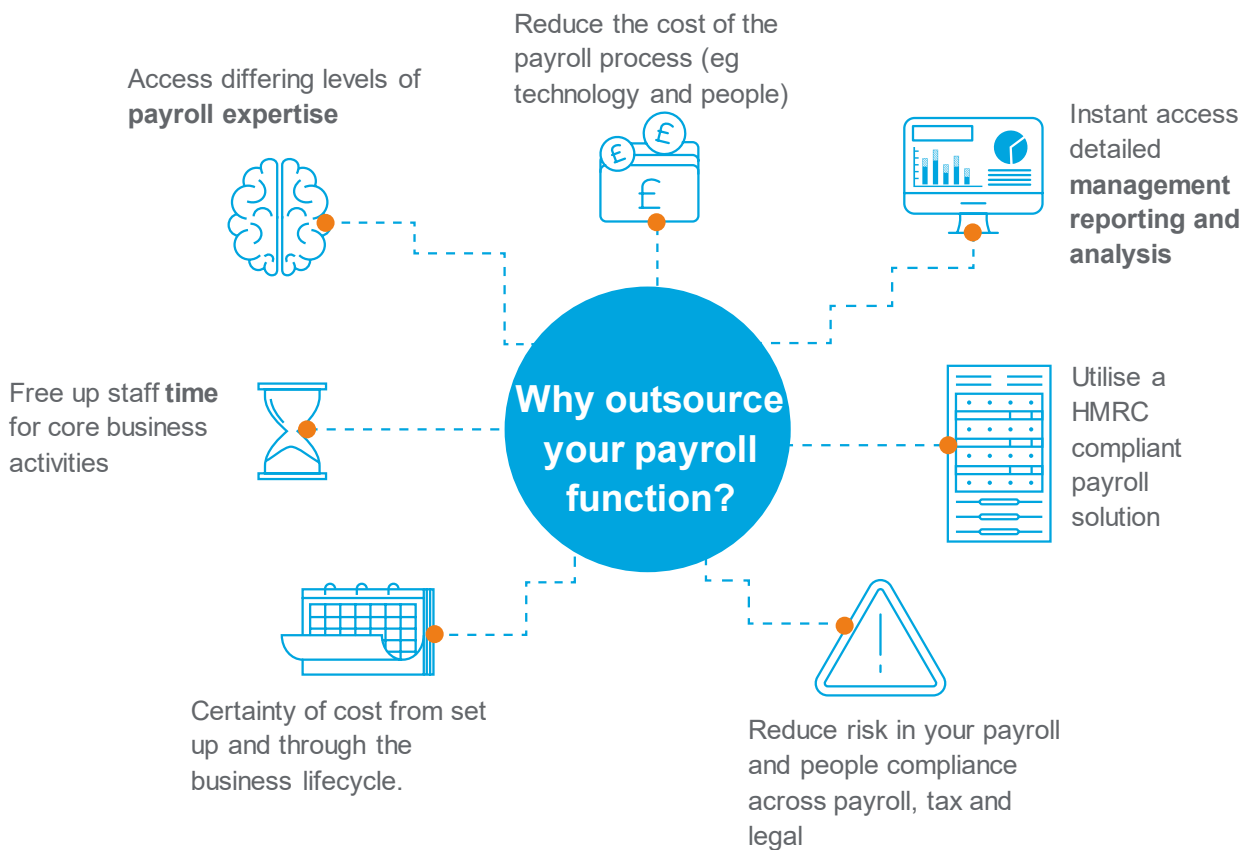 Reduce the cost of the
payroll process (eg
technology and people)
Access differing levels of
payroll expertise
Instant access
detailed
management
reporting and
analysis
£
£
£
Why outsource
your payroll
function?
Free up staff time
for core business
activities
Utilise a
HMRC
compliant
payroll
solution
Certainty of cost from set
up and through the
business lifecycle.
Reduce risk in your payroll
and people compliance
across payroll, tax and
legal